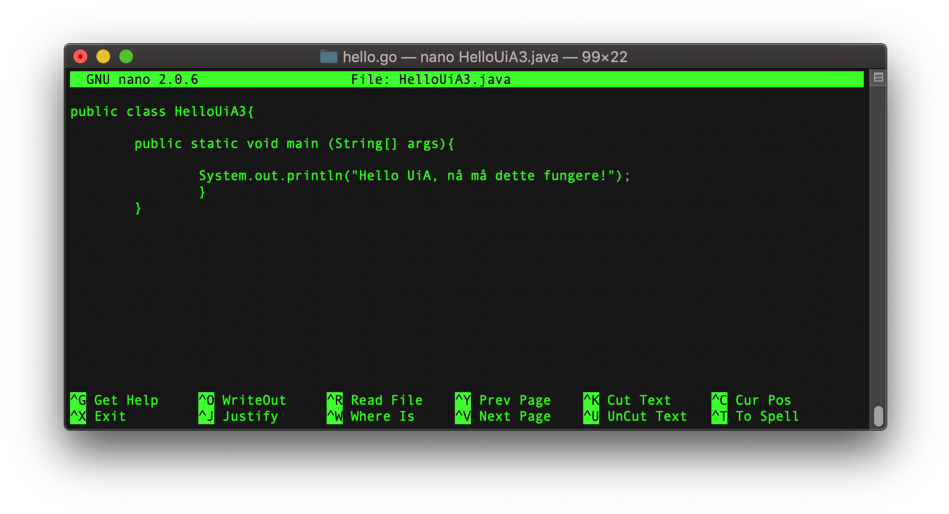 hello.go — nano HelloUiA3.java — 99×22
GNU nano 2.0.6 File: HelloUiA3.java
public class HelloUiA3{
public static void main (String[] args){
System.out.println("Hello UiA, nå må dette fungere!");
}
}
^G Get Help ^O WriteOut ^R Read File ^Y Prev Page ^K Cut Text ^C Cur Pos
^X Exit ^J Justify ^W Where Is ^V Next Page ^U UnCut Text ^T To Spell